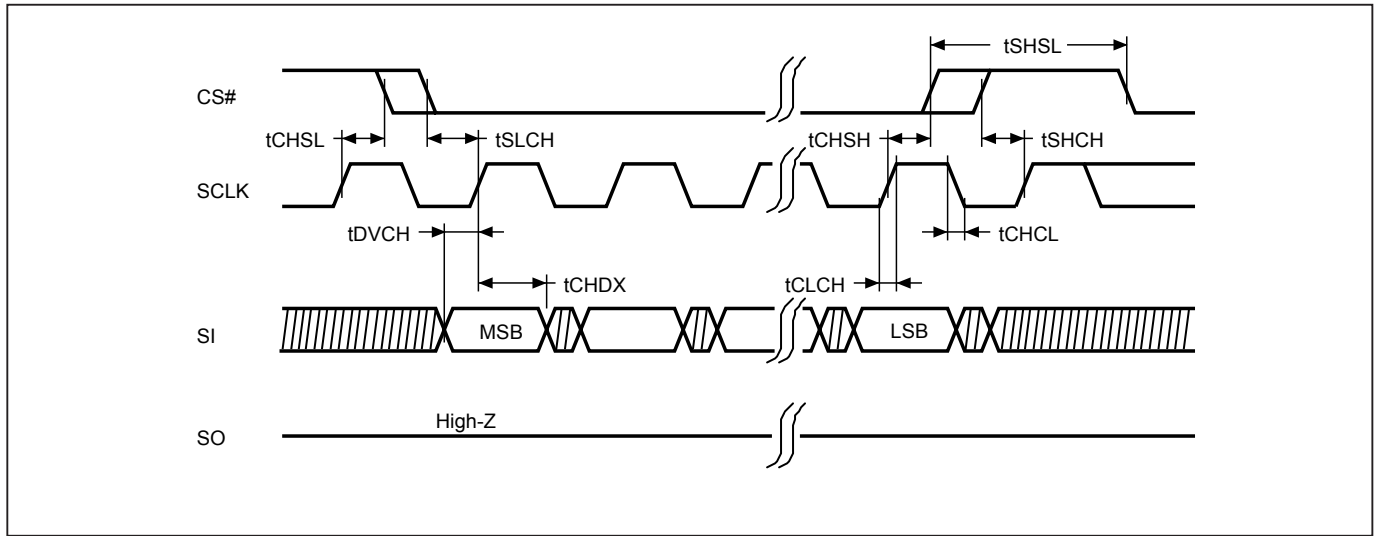 tSHSL
CS#
tCHSL
tSLCH
tCHSH
tSHCH
SCLK
tDVCH
tCHCL
tCHDX
tCLCH
SI
MSB
LSB
High-Z
SO